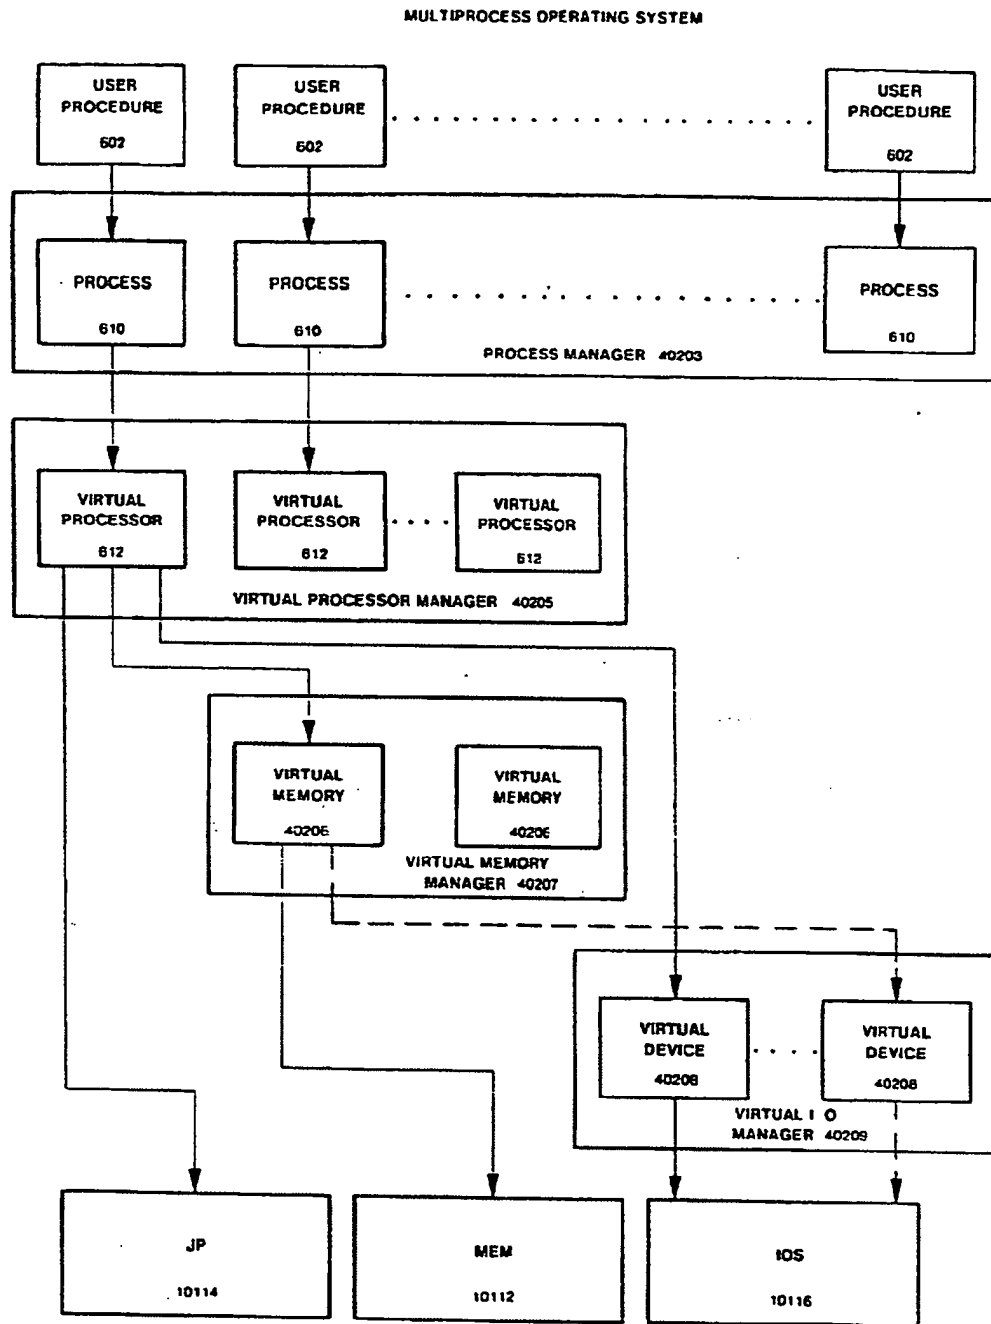 MULTIPROCESS OPERATING SYSTEM
USER
PROCEDURE
602
USER
PROCEDURE
602
USER
PROCEDURE
602
PROCESS
610
PROCESS
610
PROCESS
610
PROCESS MANAGER 40203
VIRTUAL
PROCESSOR
612
VIRTUAL
PROCESSOR
612
VIRTUAL
PROCESSOR
612
VIRTUAL PROCESSOR MANAGER 40205
VIRTUAL
MEMORY
40206
VIRTUAL
MEMORY
40206
VIRTUAL MEMORY
MANAGER 40207
VIRTUAL
DEVICE
40208
VIRTUAL
DEVICE
40208
VIRTUAL I O
MANAGER 40209
JP
10114
MEM
10112
IOS
10116